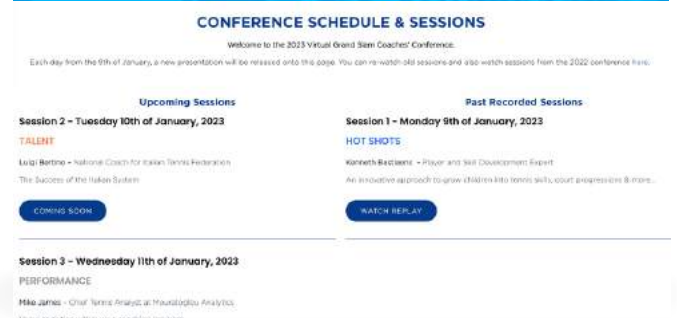 CONFERENCE SCHEDULE & SESSIONS
Welcome to the 2023 Virtual Grand Slam Coaches' Conference.
Each day from the 9th of January, a new presentation will be released onto this page. You can re-watch old sessions and also watch sessions from the 2022 conference here.
Upcoming Sessions
Session 2 - Tuesday 10th of January, 2023
TALENT
Luigi Bertino - National Coach for Italian Tennis Federation
The Success of the Italian System
COMING SOON
Session 3 - Wednesday 11th of January, 2023
PERFORMANCE
Mike James - Chief Tennis Analyst at Mouratoglou Analytics
Past Recorded Sessions
Session 1 - Monday 9th of January, 2023
HOT SHOTS
Kenneth Bastiaens - Player and Skill Development Expert
An innovative approach to grow children into tennis skills, court progressions & more...
WATCH REPLAY